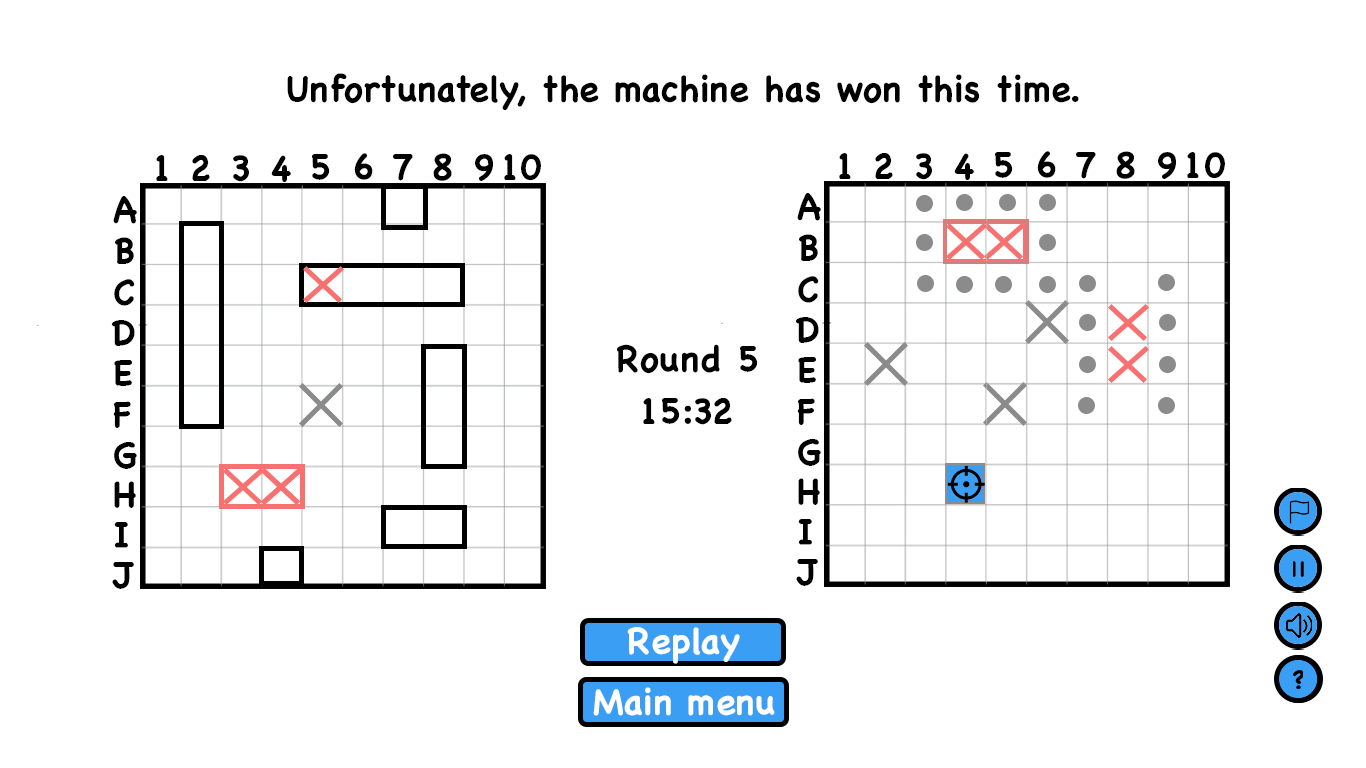 Unfortunately, the machine has won this time.
1 2 3 4 5 6 7 8 9 10
A
B
C
D
E
F
G
H
I
J
Round 5
15:32
1 2 3 4 5 6 7 8 9 10
A
B
C
D
E
F
G
H
I
J
?
Replay
Main menu